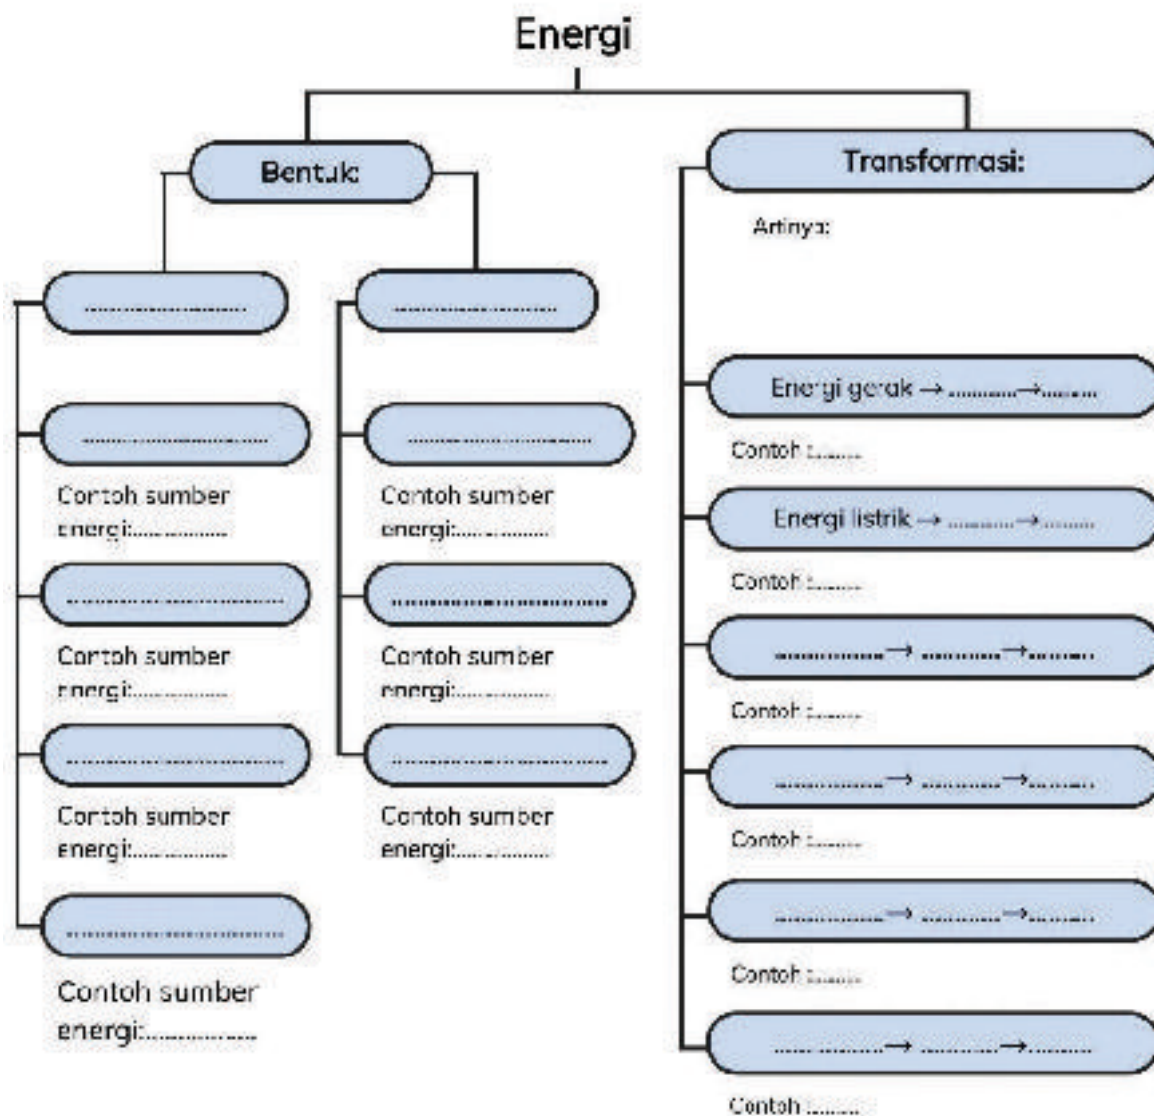 Energi
Bentuk:
........................
........................
............................
Contoh sumber
energi:..................
................................
Contoh sumber
energi:..................
................................
Contoh sumber
energi:..................
................................
Contoh sumber
energi:..................
............................
Contoh sumber
energi:..................
................................
Contoh sumber
energi:..................
................................
Contoh sumber
energi:..................
Transformasi:
Artinya:
Energi gerak → ............→..........
Contoh :.........
Energi listrik → ............→.........
Contoh :.........
...................→ ..............→............
Contoh :.........
...................→ ..............→............
Contoh :.........
...................→ ..............→............
Contoh :.........
...................→ ..............→............
Contoh :.........